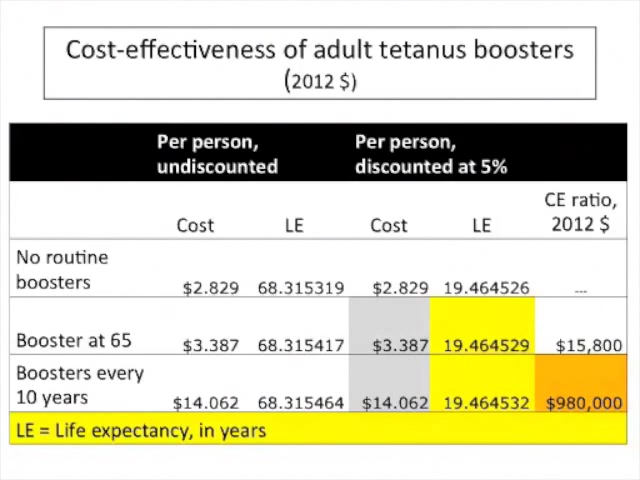 Cost-effectiveness of adult tetanus boosters
(2012 $)
Per person, undiscounted Per person, discounted at 5%
Cost LE Cost LE CE ratio, 2012 $
No routine boosters $2.829 68.315319 $2.829 19.464526 ---
Booster at 65 $3.387 68.315417 $3.387 19.464529 $15,800
Boosters every 10 years $14.062 68.315464 $14.062 19.464532 $980,000
LE = Life expectancy, in years